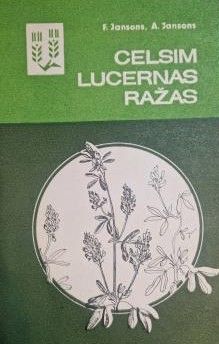 F. Jansons, A. Jansons
CELSIM
LUCERNAS
RAŽAS